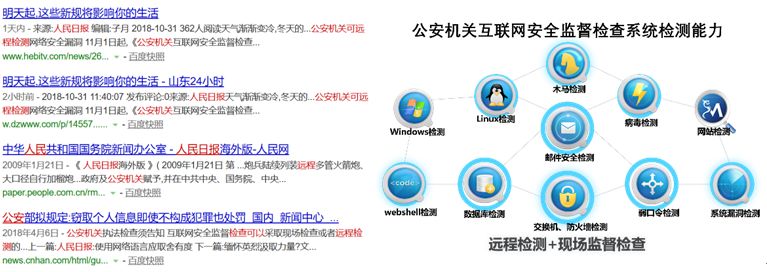 明天起,这些新规将影响你的生活
1天内 - 来源:人民日报 编辑:子月 2018-10-31 362人阅读天气渐渐变冷,冬天的...公安机关可远
程检测网络安全漏洞 11月1日起,《公安机关互联网安全监督检查...
www.hebitv.com/news/26... - 百度快照
明天起,这些新规将影响你的生活 - 山东24小时
2小时前 - 2018-10-31 11:40:07 发布评论:0来源:人民日报天气渐渐变冷,冬天的...公安机关可
远程检测网络安全漏洞 11月1日起,《公安机关互联网安全监督检查...
w.dzwww.com/p/14557...... - 百度快照
中华人民共和国国务院新闻办公室 - 人民日报海外版-人民网
2009年1月21日 - 《 人民日报海外版 》( 2009年1月21日 第 ...炮兵陆续列装远程多管火箭炮、
大口径自行加榴炮...政府及公安机关赋予,并在中共中央、国务院、中央...
paper.people.com.cn/rm... - 百度快照
公安部拟规定:窃取个人信息即使不构成犯罪也处罚_国内_新闻中心_...
2018年4月6日 - 公安机关执法检查须告知 互联网安全监督检查可以采取现场检查或者远程检
测的...上一篇:人民日报:使用网络语言应取舍有度 下一篇:缅怀英烈汲取力量?文...
news.cnhan.com/html/gu... - 百度快照
公安机关互联网安全监督检查系统检测能力
木马检测
Linux检测
病毒检测
Windows检测
网站检测
邮件安全检测
<code>
webshell检测
数据库检测
交换机、防火墙检测
弱口令检测
系统漏洞检测
远程检测+现场监督检查